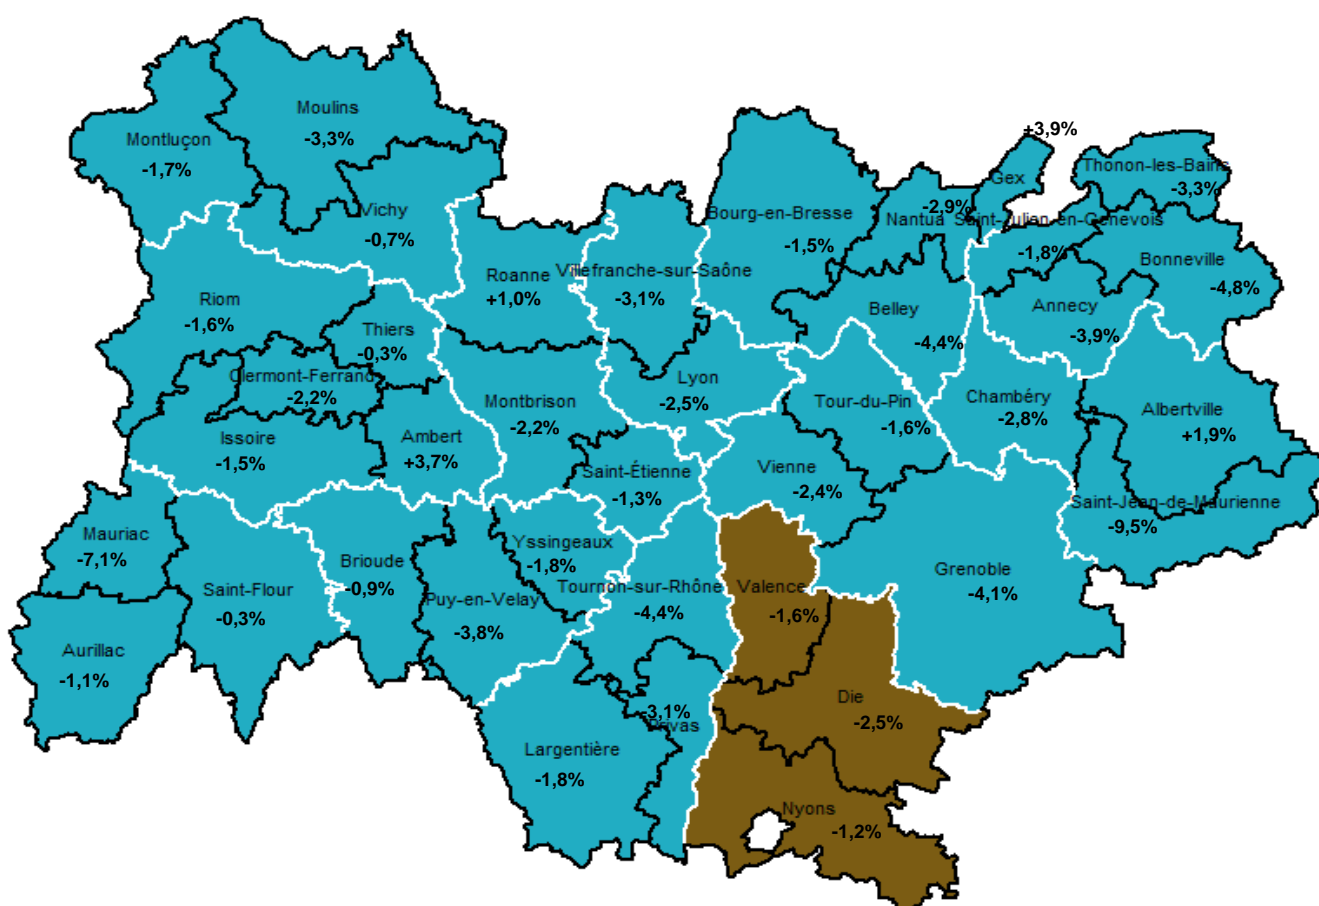 Moulins
-3,3%
Montluçon
-1,7%
Vichy
-0,7%
+3,9%
Gex
Thonon-les-Bains
-3,3%
Bourg-en-Bresse
-1,5%
Nantua
-2,9%
Saint-Julien-en-Genevois
-1,8%
Bonneville
-4,8%
Roanne
+1,0%
Villefranche-sur-Saône
-3,1%
Riom
-1,6%
Thiers
-0,3%
Belley
-4,4%
Annecy
-3,9%
Clermont-Ferrand
-2,2%
Lyon
-2,5%
Montbrison
-2,2%
Tour-du-Pin
-1,6%
Chambéry
-2,8%
Albertville
+1,9%
Issoire
-1,5%
Ambert
+3,7%
Saint-Étienne
-1,3%
Vienne
-2,4%
Saint-Jean-de-Maurienne
-9,5%
Mauriac
-7,1%
Saint-Flour
-0,3%
Brioude
-0,9%
Yssingeaux
-1,8%
Puy-en-Velay
-3,8%
Tournon-sur-Rhône
-4,4%
Valence
-1,6%
Grenoble
-4,1%
Aurillac
-1,1%
Die
-2,5%
-3,1%
Privas
Largentière
-1,8%
Nyons
-1,2%